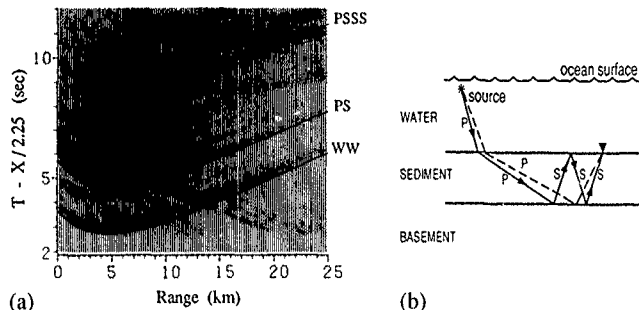 PSSS
PS
WW
T - X/2.25 (sec)
10
5
2
0
5
10
15
20
25
Range (km)
(a)
ocean surface
source
WATER
P
SEDIMENT
P
P
S
S
S
S
BASEMENT
(b)